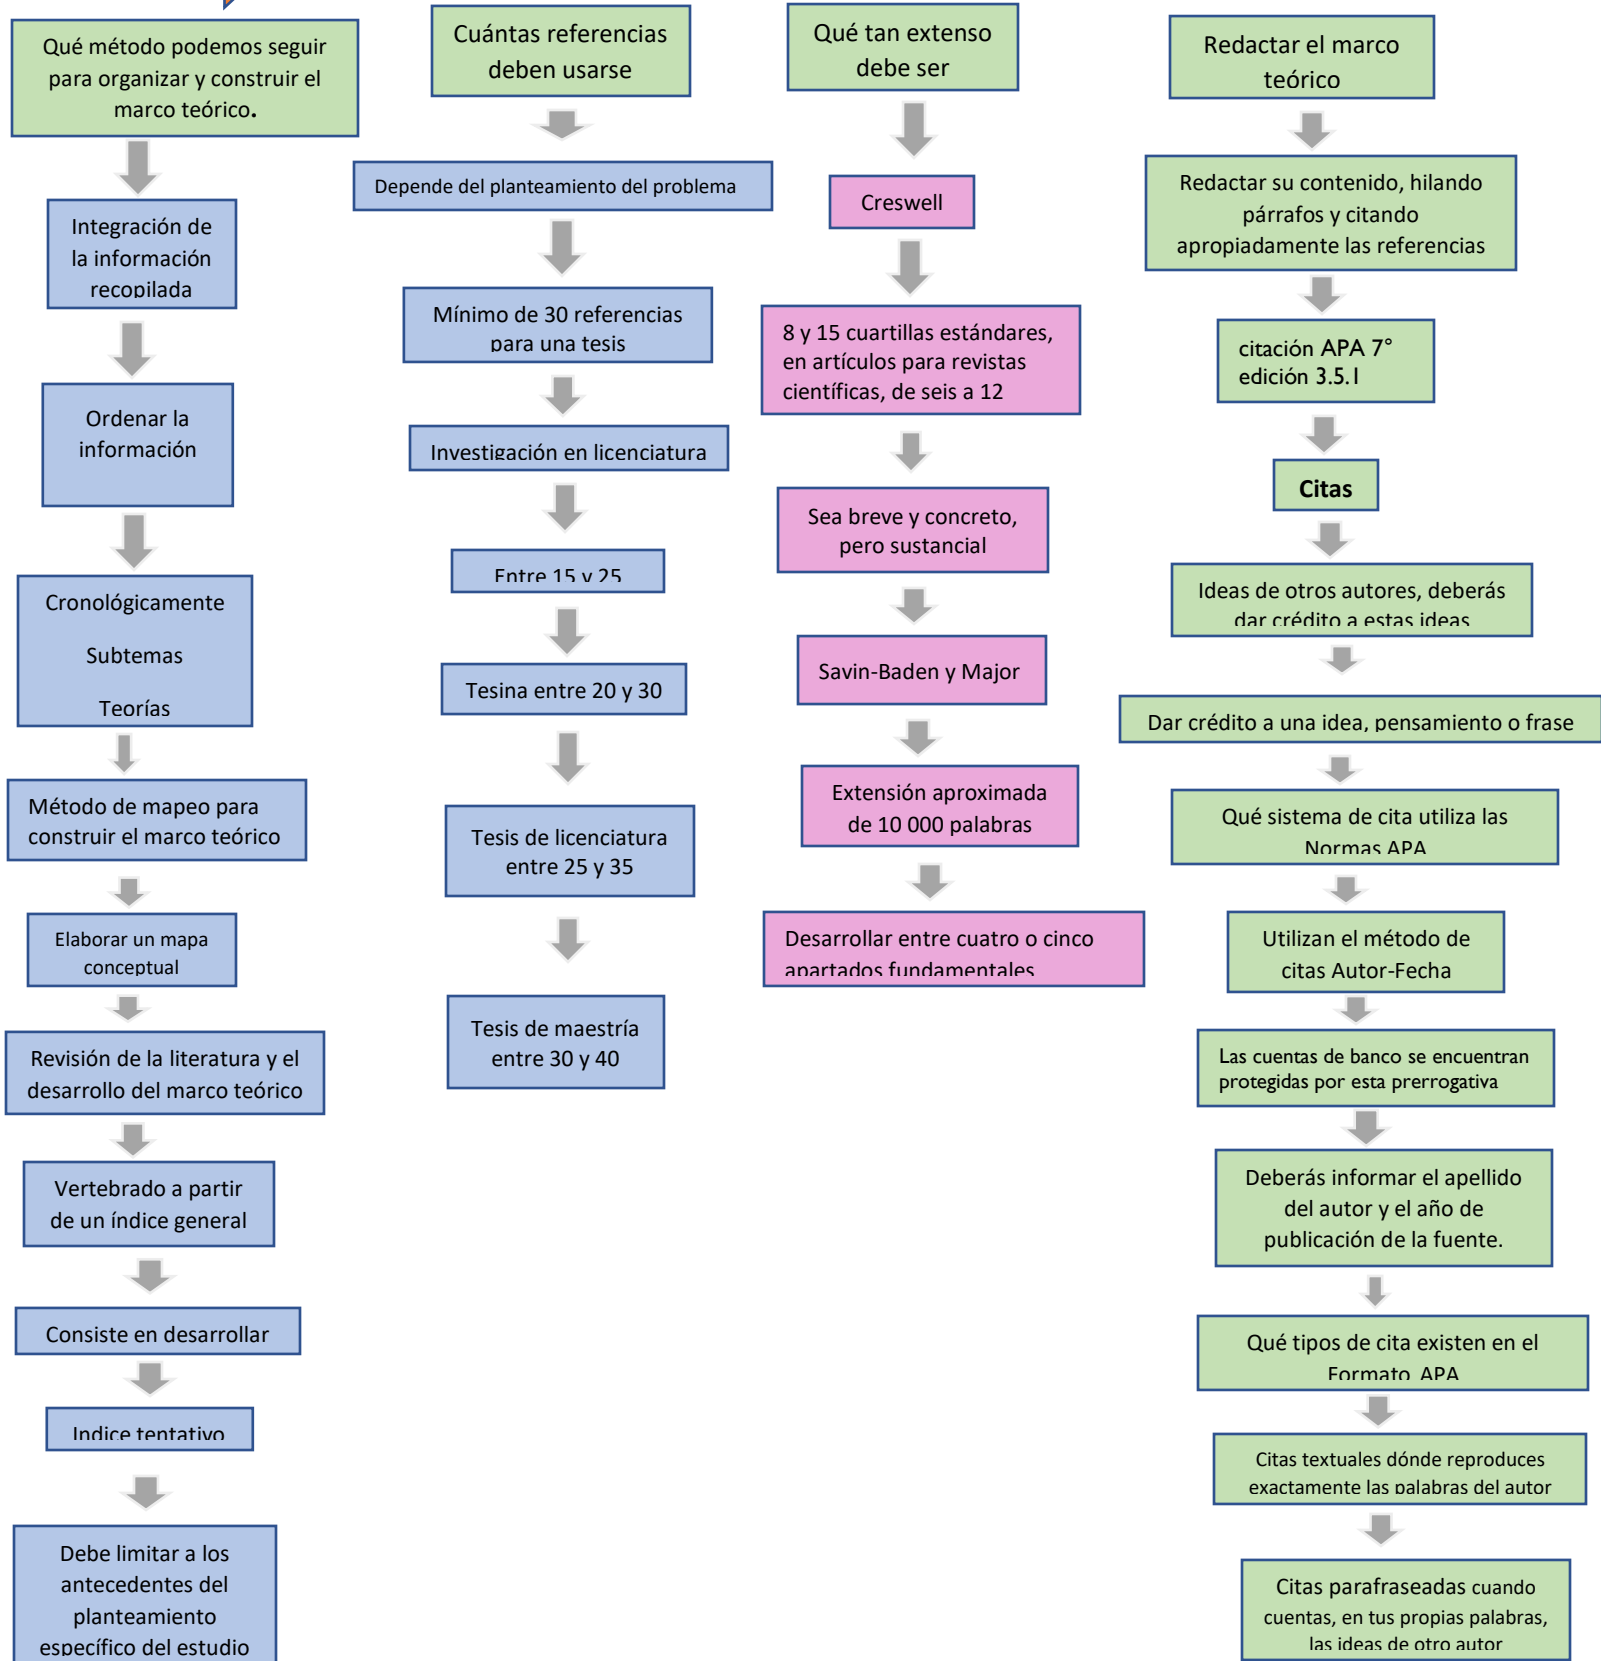 Qué método podemos seguir
para organizar y construir el
marco teórico.
Integración de
la información
recopilada
Ordenar la
información
Cronológicamente
Subtemas
Teorías
Método de mapeo para
construir el marco teórico
Elaborar un mapa
conceptual
Revisión de la literatura y el
desarrollo del marco teórico
Vertebrado a partir
de un índice general
Consiste en desarrollar
Indice tentativo
Debe limitar a los
antecedentes del
planteamiento
específico del estudio
Cuántas referencias
deben usarse
Depende del planteamiento del problema
Mínimo de 30 referencias
para una tesis
Investigación en licenciatura
Entre 15 y 25
Tesina entre 20 y 30
Tesis de licenciatura
entre 25 y 35
Tesis de maestría
entre 30 y 40
Qué tan extenso
debe ser
Creswell
8 y 15 cuartillas estándares,
en artículos para revistas
científicas, de seis a 12
Sea breve y concreto,
pero sustancial
Savin-Baden y Major
Extensión aproximada
de 10 000 palabras
Desarrollar entre cuatro o cinco
apartados fundamentales
Redactar el marco
teórico
Redactar su contenido, hilando
párrafos y citando
apropiadamente las referencias
citación APA 7°
edición 3.5.1
Citas
Ideas de otros autores, deberás
dar crédito a estas ideas
Dar crédito a una idea, pensamiento o frase
Qué sistema de cita utiliza las
Normas APA
Utilizan el método de
citas Autor-Fecha
Las cuentas de banco se encuentran
protegidas por esta prerrogativa
Deberás informar el apellido
del autor y el año de
publicación de la fuente.
Qué tipos de cita existen en el
Formato APA
Citas textuales dónde reproduces
exactamente las palabras del autor
Citas parafraseadas cuando
cuentas, en tus propias palabras,
las ideas de otro autor